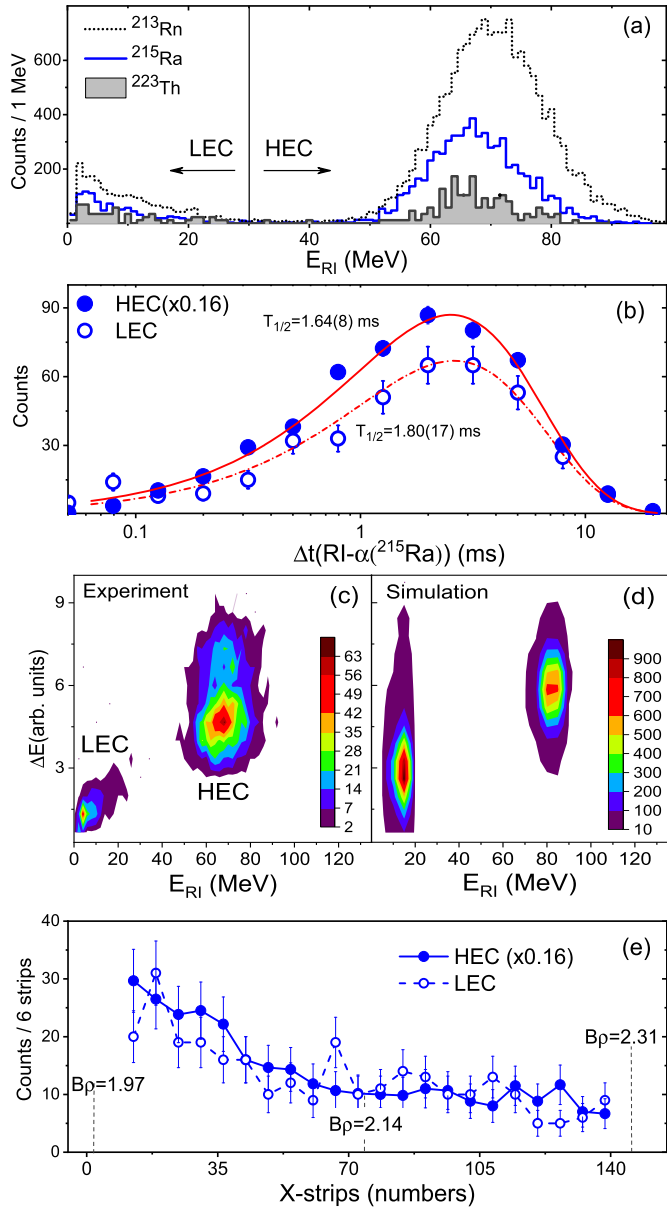 (a)
²¹³Rn
²¹⁵Ra
²²³Th
LEC HEC
Counts / 1 MeV
600
400
200
0 20 40 60 80
E_RI (MeV)
(b)
HEC(x0.16)
LEC
T₁/₂=1.64(8) ms
T₁/₂=1.80(17) ms
Counts
90
60
30
0.1 1 10
Δt(RI-α(²¹⁵Ra)) (ms)
Experiment (c)
LEC
HEC
ΔE(arb. units)
9
6
3
63
56
49
42
35
28
21
14
7
2
0 20 40 60 80 100 120
E_RI (MeV)
Simulation (d)
900
800
700
600
500
400
300
200
100
10
0 20 40 60 80 100 120
E_RI (MeV)
(e)
HEC (x0.16)
LEC
Bρ=1.97
Bρ=2.14
Bρ=2.31
Counts / 6 strips
40
30
20
10
0
0 35 70 105 140
X-strips (numbers)